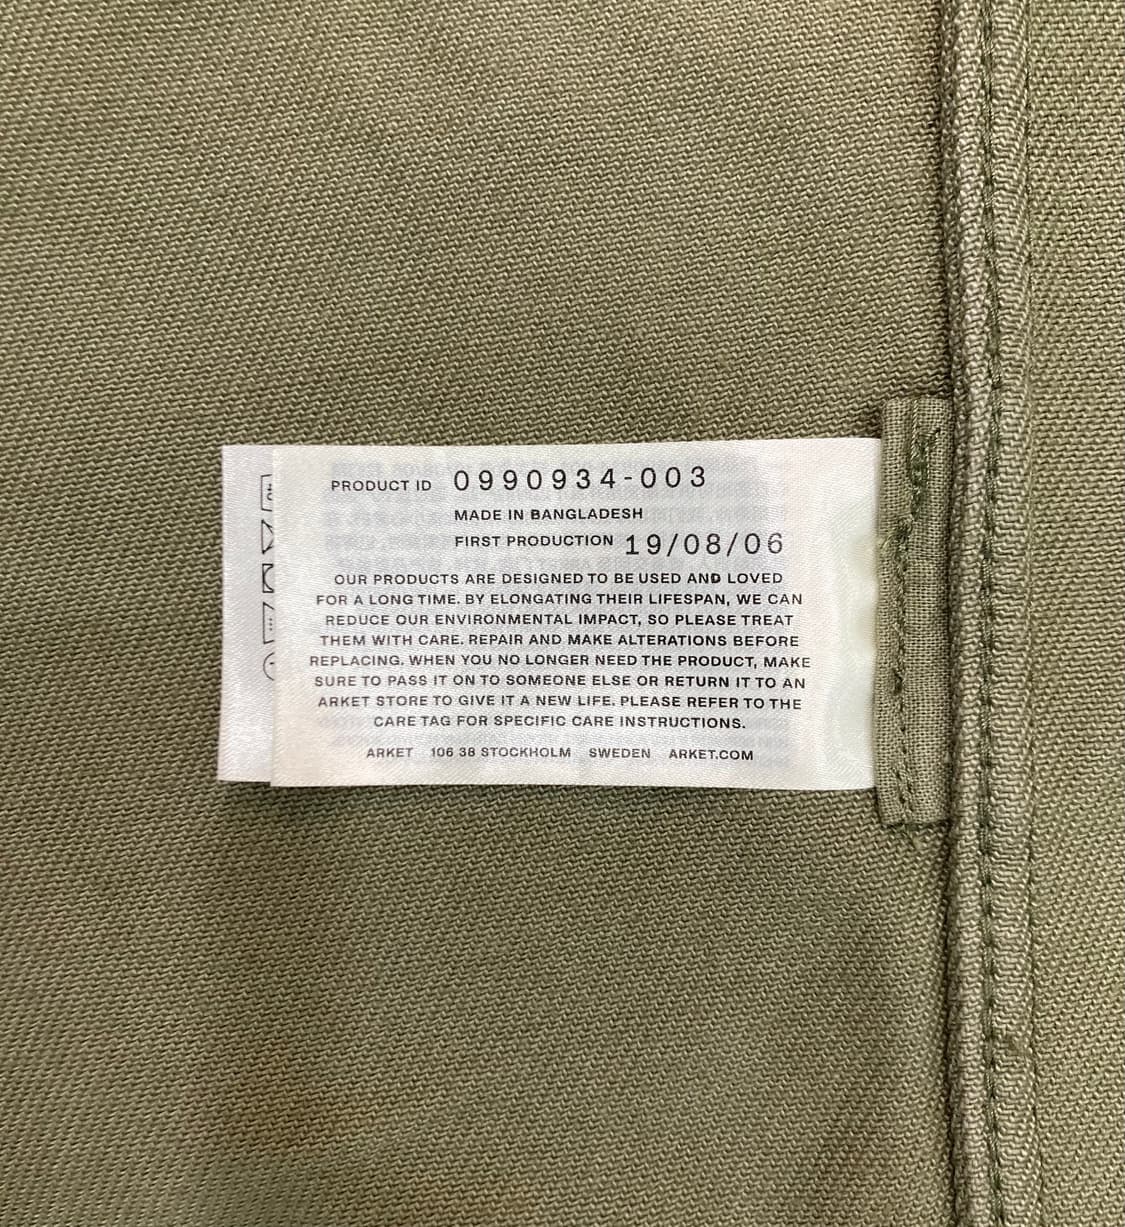 PRODUCT ID 0990934-003
MADE IN BANGLADESH
FIRST PRODUCTION 19/08/06
OUR PRODUCTS ARE DESIGNED TO BE USED AND LOVED
FOR A LONG TIME. BY ELONGATING THEIR LIFESPAN, WE CAN
REDUCE OUR ENVIRONMENTAL IMPACT, SO PLEASE TREAT
THEM WITH CARE. REPAIR AND MAKE ALTERATIONS BEFORE
REPLACING. WHEN YOU NO LONGER NEED THE PRODUCT, MAKE
SURE TO PASS IT ON TO SOMEONE ELSE OR RETURN IT TO AN
ARKET STORE TO GIVE IT A NEW LIFE. PLEASE REFER TO THE
CARE TAG FOR SPECIFIC CARE INSTRUCTIONS.
ARKET 106 38 STOCKHOLM SWEDEN ARKET.COM